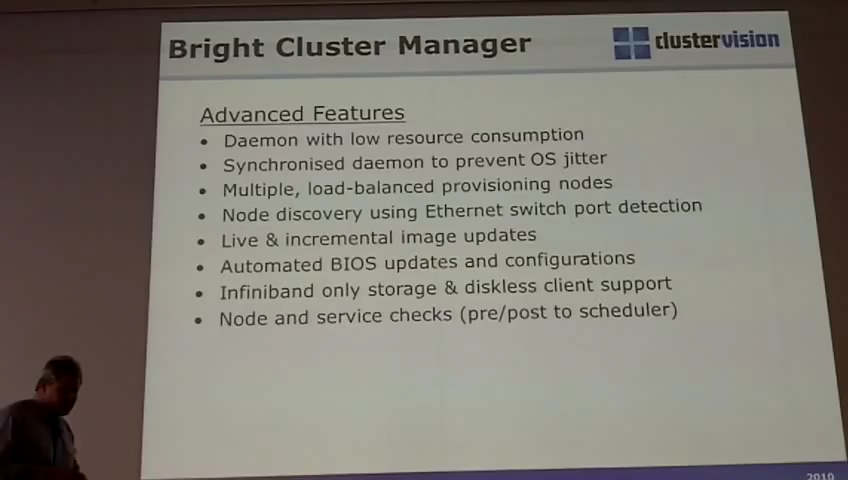 Bright Cluster Manager
clustervision
Advanced Features
• Daemon with low resource consumption
• Synchronised daemon to prevent OS jitter
• Multiple, load-balanced provisioning nodes
• Node discovery using Ethernet switch port detection
• Live & incremental image updates
• Automated BIOS updates and configurations
• Infiniband only storage & diskless client support
• Node and service checks (pre/post to scheduler)
2010